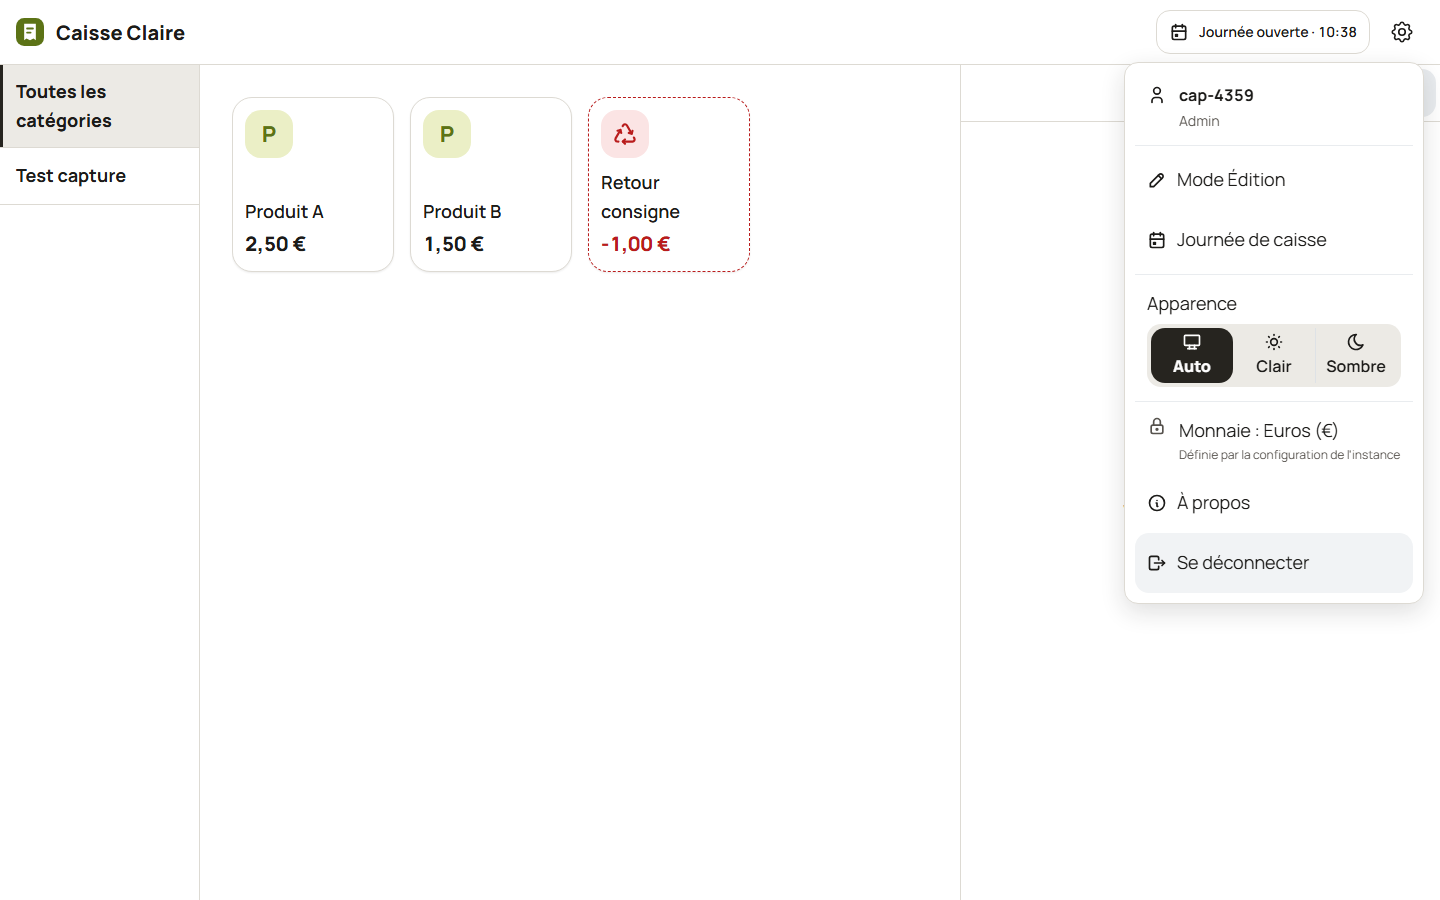 Caisse Claire
Journée ouverte · 10:38
Toutes les
catégories
Test capture
P
Produit A
2,50 €
P
Produit B
1,50 €
Retour
consigne
-1,00 €
cap-4359
Admin
Mode Édition
Journée de caisse
Apparence
Auto
Clair
Sombre
Monnaie : Euros (€)
Définie par la configuration de l'instance
À propos
Se déconnecter